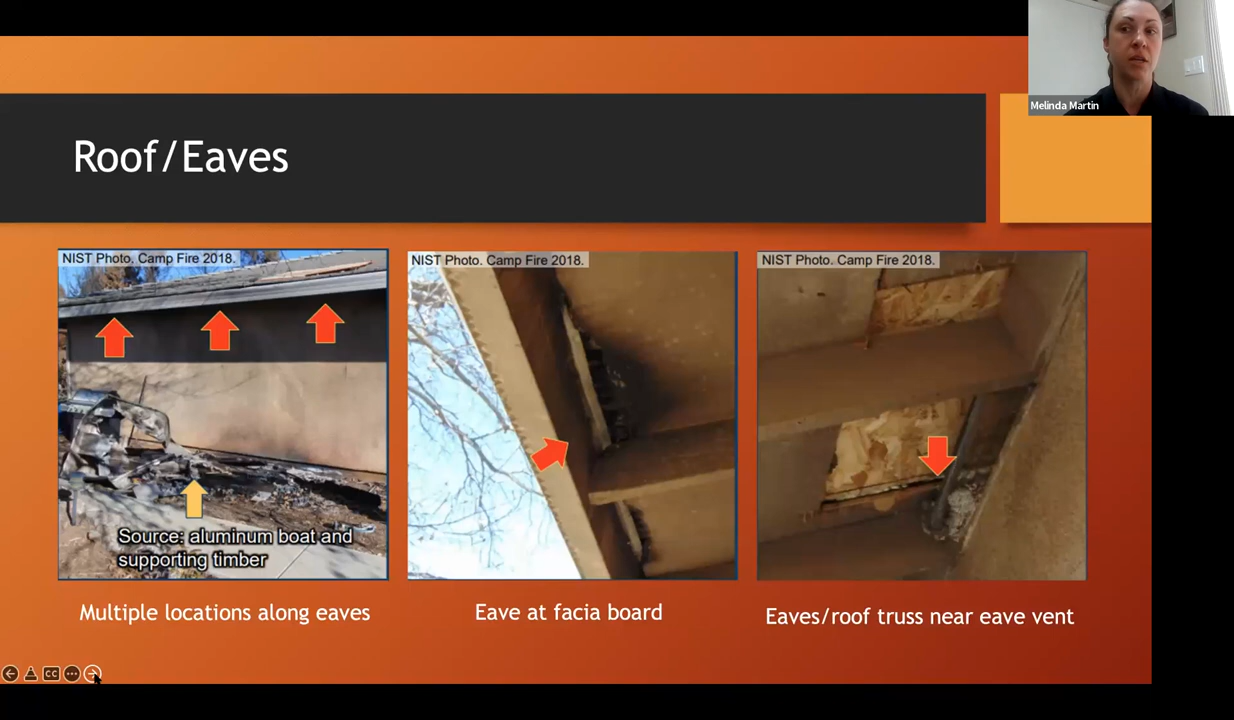 Melinda Martin
Roof/Eaves
NIST Photo. Camp Fire 2018.
NIST Photo. Camp Fire 2018.
NIST Photo. Camp Fire 2018.
Source: aluminum boat and
supporting timber
Multiple locations along eaves
Eave at facia board
Eaves/roof truss near eave vent
CC